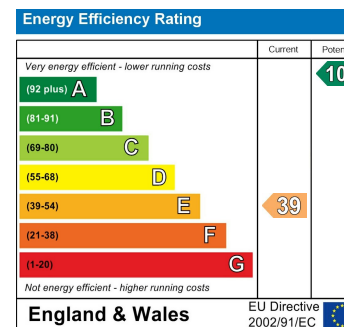 Energy Efficiency Rating
Current
Very energy efficient - lower running costs
(92 plus) A
(81-91) B
(69-80) C
(55-68) D
(39-54) E 39
(21-38) F
(1-20) G
Not energy efficient - higher running costs
England & Wales
EU Directive
2002/91/EC